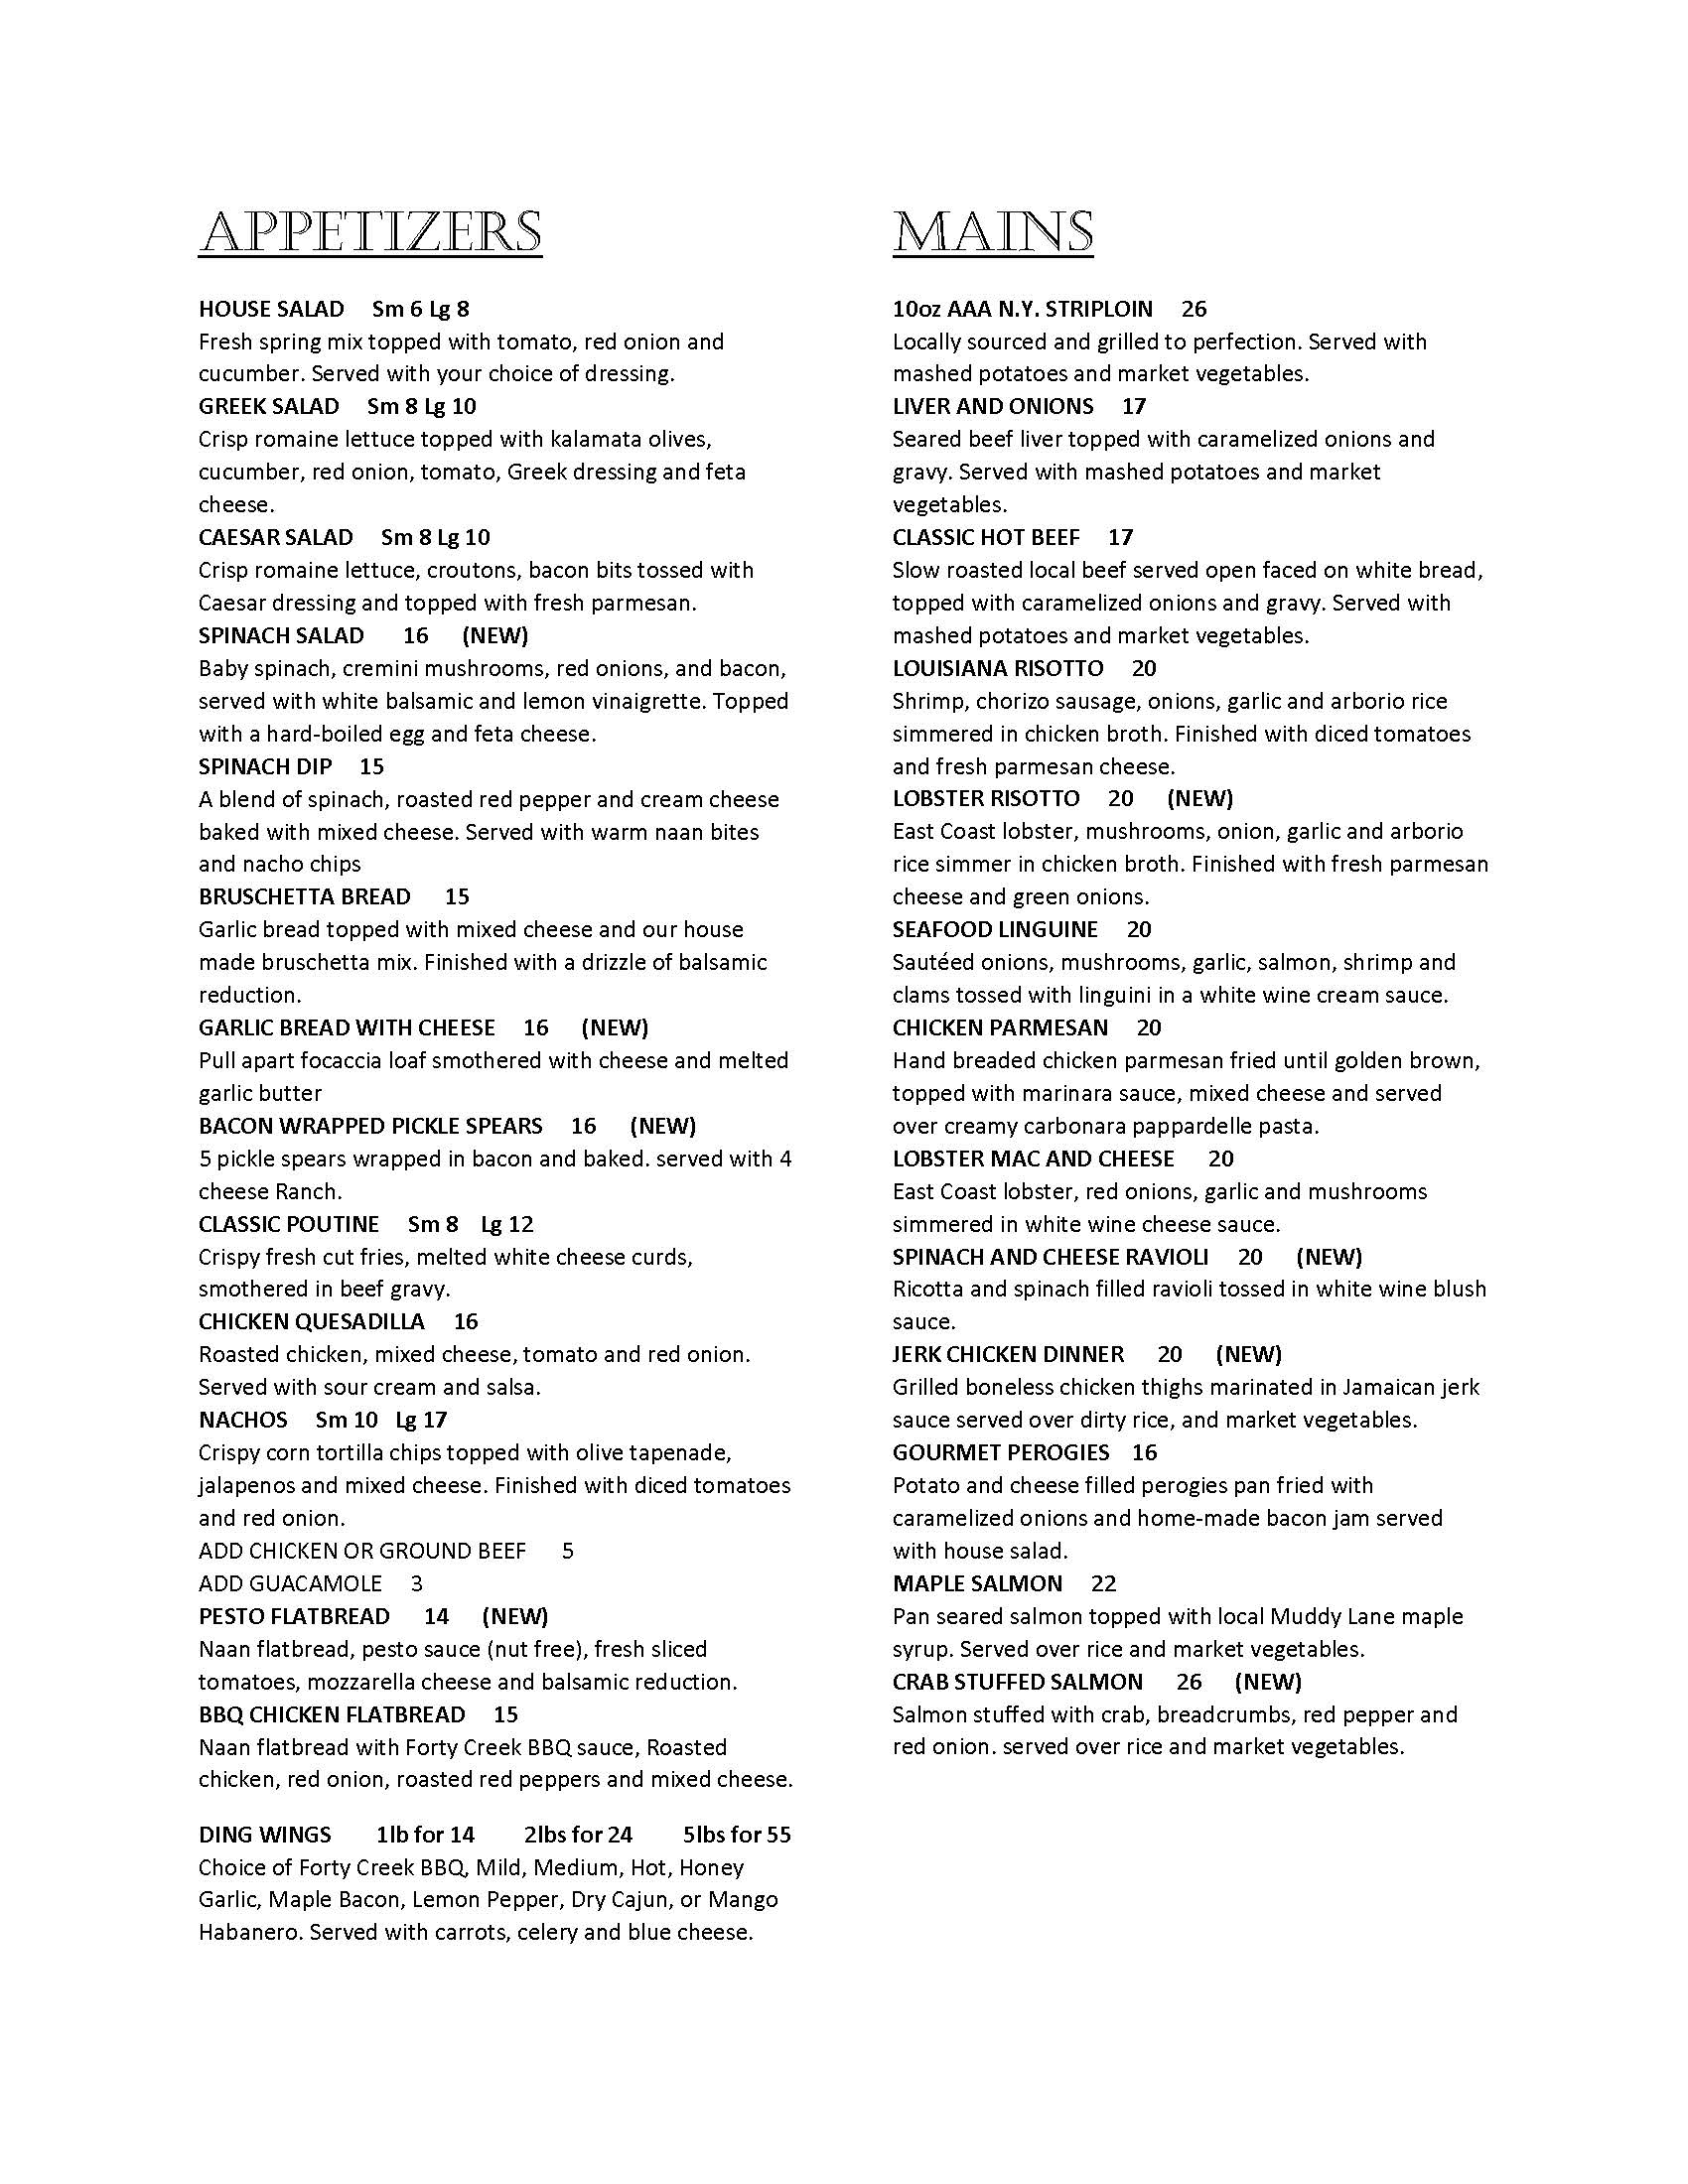 APPETIZERS
HOUSE SALAD Sm 6 Lg 8
Fresh spring mix topped with tomato, red onion and
cucumber. Served with your choice of dressing.
GREEK SALAD Sm 8 Lg 10
Crisp romaine lettuce topped with kalamata olives,
cucumber, red onion, tomato, Greek dressing and feta
cheese.
CAESAR SALAD Sm 8 Lg 10
Crisp romaine lettuce, croutons, bacon bits tossed with
Caesar dressing and topped with fresh parmesan.
SPINACH SALAD 16 (NEW)
Baby spinach, cremini mushrooms, red onions, and bacon,
served with white balsamic and lemon vinaigrette. Topped
with a hard-boiled egg and feta cheese.
SPINACH DIP 15
A blend of spinach, roasted red pepper and cream cheese
baked with mixed cheese. Served with warm naan bites
and nacho chips
BRUSCHETTA BREAD 15
Garlic bread topped with mixed cheese and our house
made bruschetta mix. Finished with a drizzle of balsamic
reduction.
GARLIC BREAD WITH CHEESE 16 (NEW)
Pull apart focaccia loaf smothered with cheese and melted
garlic butter
BACON WRAPPED PICKLE SPEARS 16 (NEW)
5 pickle spears wrapped in bacon and baked. served with 4
cheese Ranch.
CLASSIC POUTINE Sm 8 Lg 12
Crispy fresh cut fries, melted white cheese curds,
smothered in beef gravy.
CHICKEN QUESADILLA 16
Roasted chicken, mixed cheese, tomato and red onion.
Served with sour cream and salsa.
NACHOS Sm 10 Lg 17
Crispy corn tortilla chips topped with olive tapenade,
jalapenos and mixed cheese. Finished with diced tomatoes
and red onion.
ADD CHICKEN OR GROUND BEEF 5
ADD GUACAMOLE 3
PESTO FLATBREAD 14 (NEW)
Naan flatbread, pesto sauce (nut free), fresh sliced
tomatoes, mozzarella cheese and balsamic reduction.
BBQ CHICKEN FLATBREAD 15
Naan flatbread with Forty Creek BBQ sauce, Roasted
chicken, red onion, roasted red peppers and mixed cheese.
DING WINGS 1lb for 14 2lbs for 24 5lbs for 55
Choice of Forty Creek BBQ, Mild, Medium, Hot, Honey
Garlic, Maple Bacon, Lemon Pepper, Dry Cajun, or Mango
Habanero. Served with carrots, celery and blue cheese.
MAINS
10oz AAA N.Y. STRIPLOIN 26
Locally sourced and grilled to perfection. Served with
mashed potatoes and market vegetables.
LIVER AND ONIONS 17
Seared beef liver topped with caramelized onions and
gravy. Served with mashed potatoes and market
vegetables.
CLASSIC HOT BEEF 17
Slow roasted local beef served open faced on white bread,
topped with caramelized onions and gravy. Served with
mashed potatoes and market vegetables.
LOUISIANA RISOTTO 20
Shrimp, chorizo sausage, onions, garlic and arborio rice
simmered in chicken broth. Finished with diced tomatoes
and fresh parmesan cheese.
LOBSTER RISOTTO 20 (NEW)
East Coast lobster, mushrooms, onion, garlic and arborio
rice simmer in chicken broth. Finished with fresh parmesan
cheese and green onions.
SEAFOOD LINGUINE 20
Sautéed onions, mushrooms, garlic, salmon, shrimp and
clams tossed with linguini in a white wine cream sauce.
CHICKEN PARMESAN 20
Hand breaded chicken parmesan fried until golden brown,
topped with marinara sauce, mixed cheese and served
over creamy carbonara pappardelle pasta.
LOBSTER MAC AND CHEESE 20
East Coast lobster, red onions, garlic and mushrooms
simmered in white wine cheese sauce.
SPINACH AND CHEESE RAVIOLI 20 (NEW)
Ricotta and spinach filled ravioli tossed in white wine blush
sauce.
JERK CHICKEN DINNER 20 (NEW)
Grilled boneless chicken thighs marinated in Jamaican jerk
sauce served over dirty rice, and market vegetables.
GOURMET PEROGIES 16
Potato and cheese filled perogies pan fried with
caramelized onions and home-made bacon jam served
with house salad.
MAPLE SALMON 22
Pan seared salmon topped with local Muddy Lane maple
syrup. Served over rice and market vegetables.
CRAB STUFFED SALMON 26 (NEW)
Salmon stuffed with crab, breadcrumbs, red pepper and
red onion. served over rice and market vegetables.